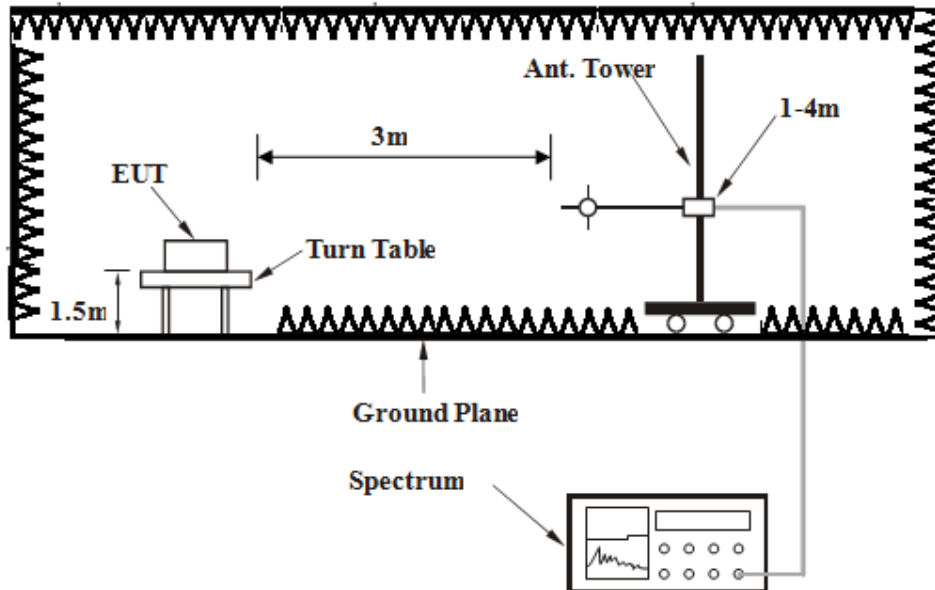 Ant. Tower
1-4m
3m
EUT
Turn Table
1.5m
Ground Plane
Spectrum